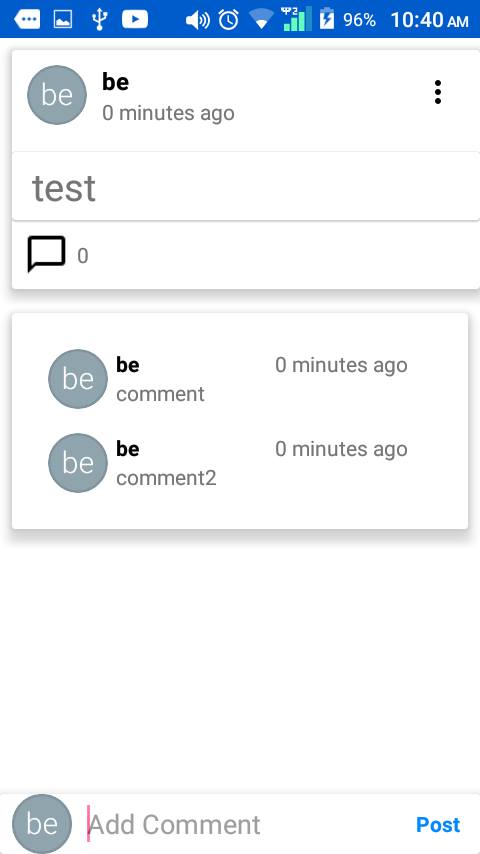 96% 10:40 AM
be be
0 minutes ago
test
0
be be 0 minutes ago
comment
be be 0 minutes ago
comment2
be Add Comment Post